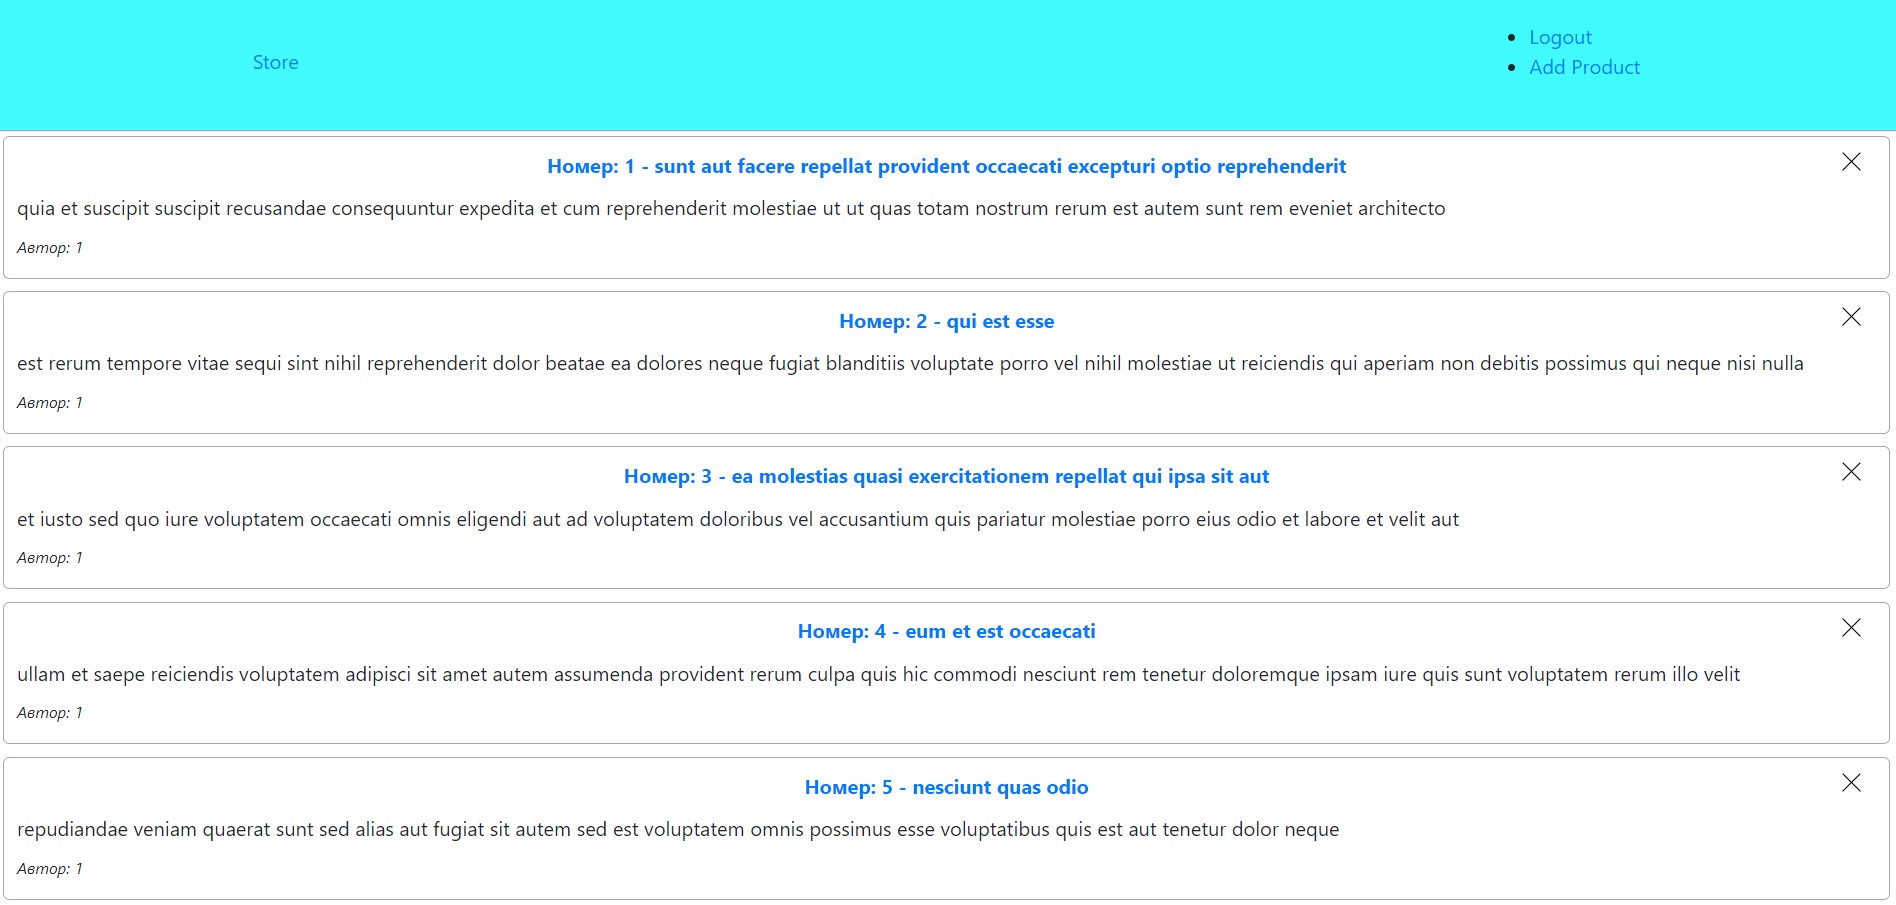 Store
Logout
Add Product
Номер: 1 - sunt aut facere repellat provident occaecati excepturi optio reprehenderit
quia et suscipit suscipit recusandae consequuntur expedita et cum reprehenderit molestiae ut ut quas totam nostrum rerum est autem sunt rem eveniet architecto
Автор: 1
Номер: 2 - qui est esse
est rerum tempore vitae sequi sint nihil reprehenderit dolor beatae ea dolores neque fugiat blanditiis voluptate porro vel nihil molestiae ut reiciendis qui aperiam non debitis possimus qui neque nisi nulla
Автор: 1
Номер: 3 - ea molestias quasi exercitationem repellat qui ipsa sit aut
et iusto sed quo iure voluptatem occaecati omnis eligendi aut ad voluptatem doloribus vel accusantium quis pariatur molestiae porro eius odio et labore et velit aut
Автор: 1
Номер: 4 - eum et est occaecati
ullam et saepe reiciendis voluptatem adipisci sit amet autem assumenda provident rerum culpa quis hic commodi nesciunt rem tenetur doloremque ipsam iure quis sunt voluptatem rerum illo velit
Автор: 1
Номер: 5 - nesciunt quas odio
repudiandae veniam quaerat sunt sed alias aut fugiat sit autem sed est voluptatem omnis possimus esse voluptatibus quis est aut tenetur dolor neque
Автор: 1